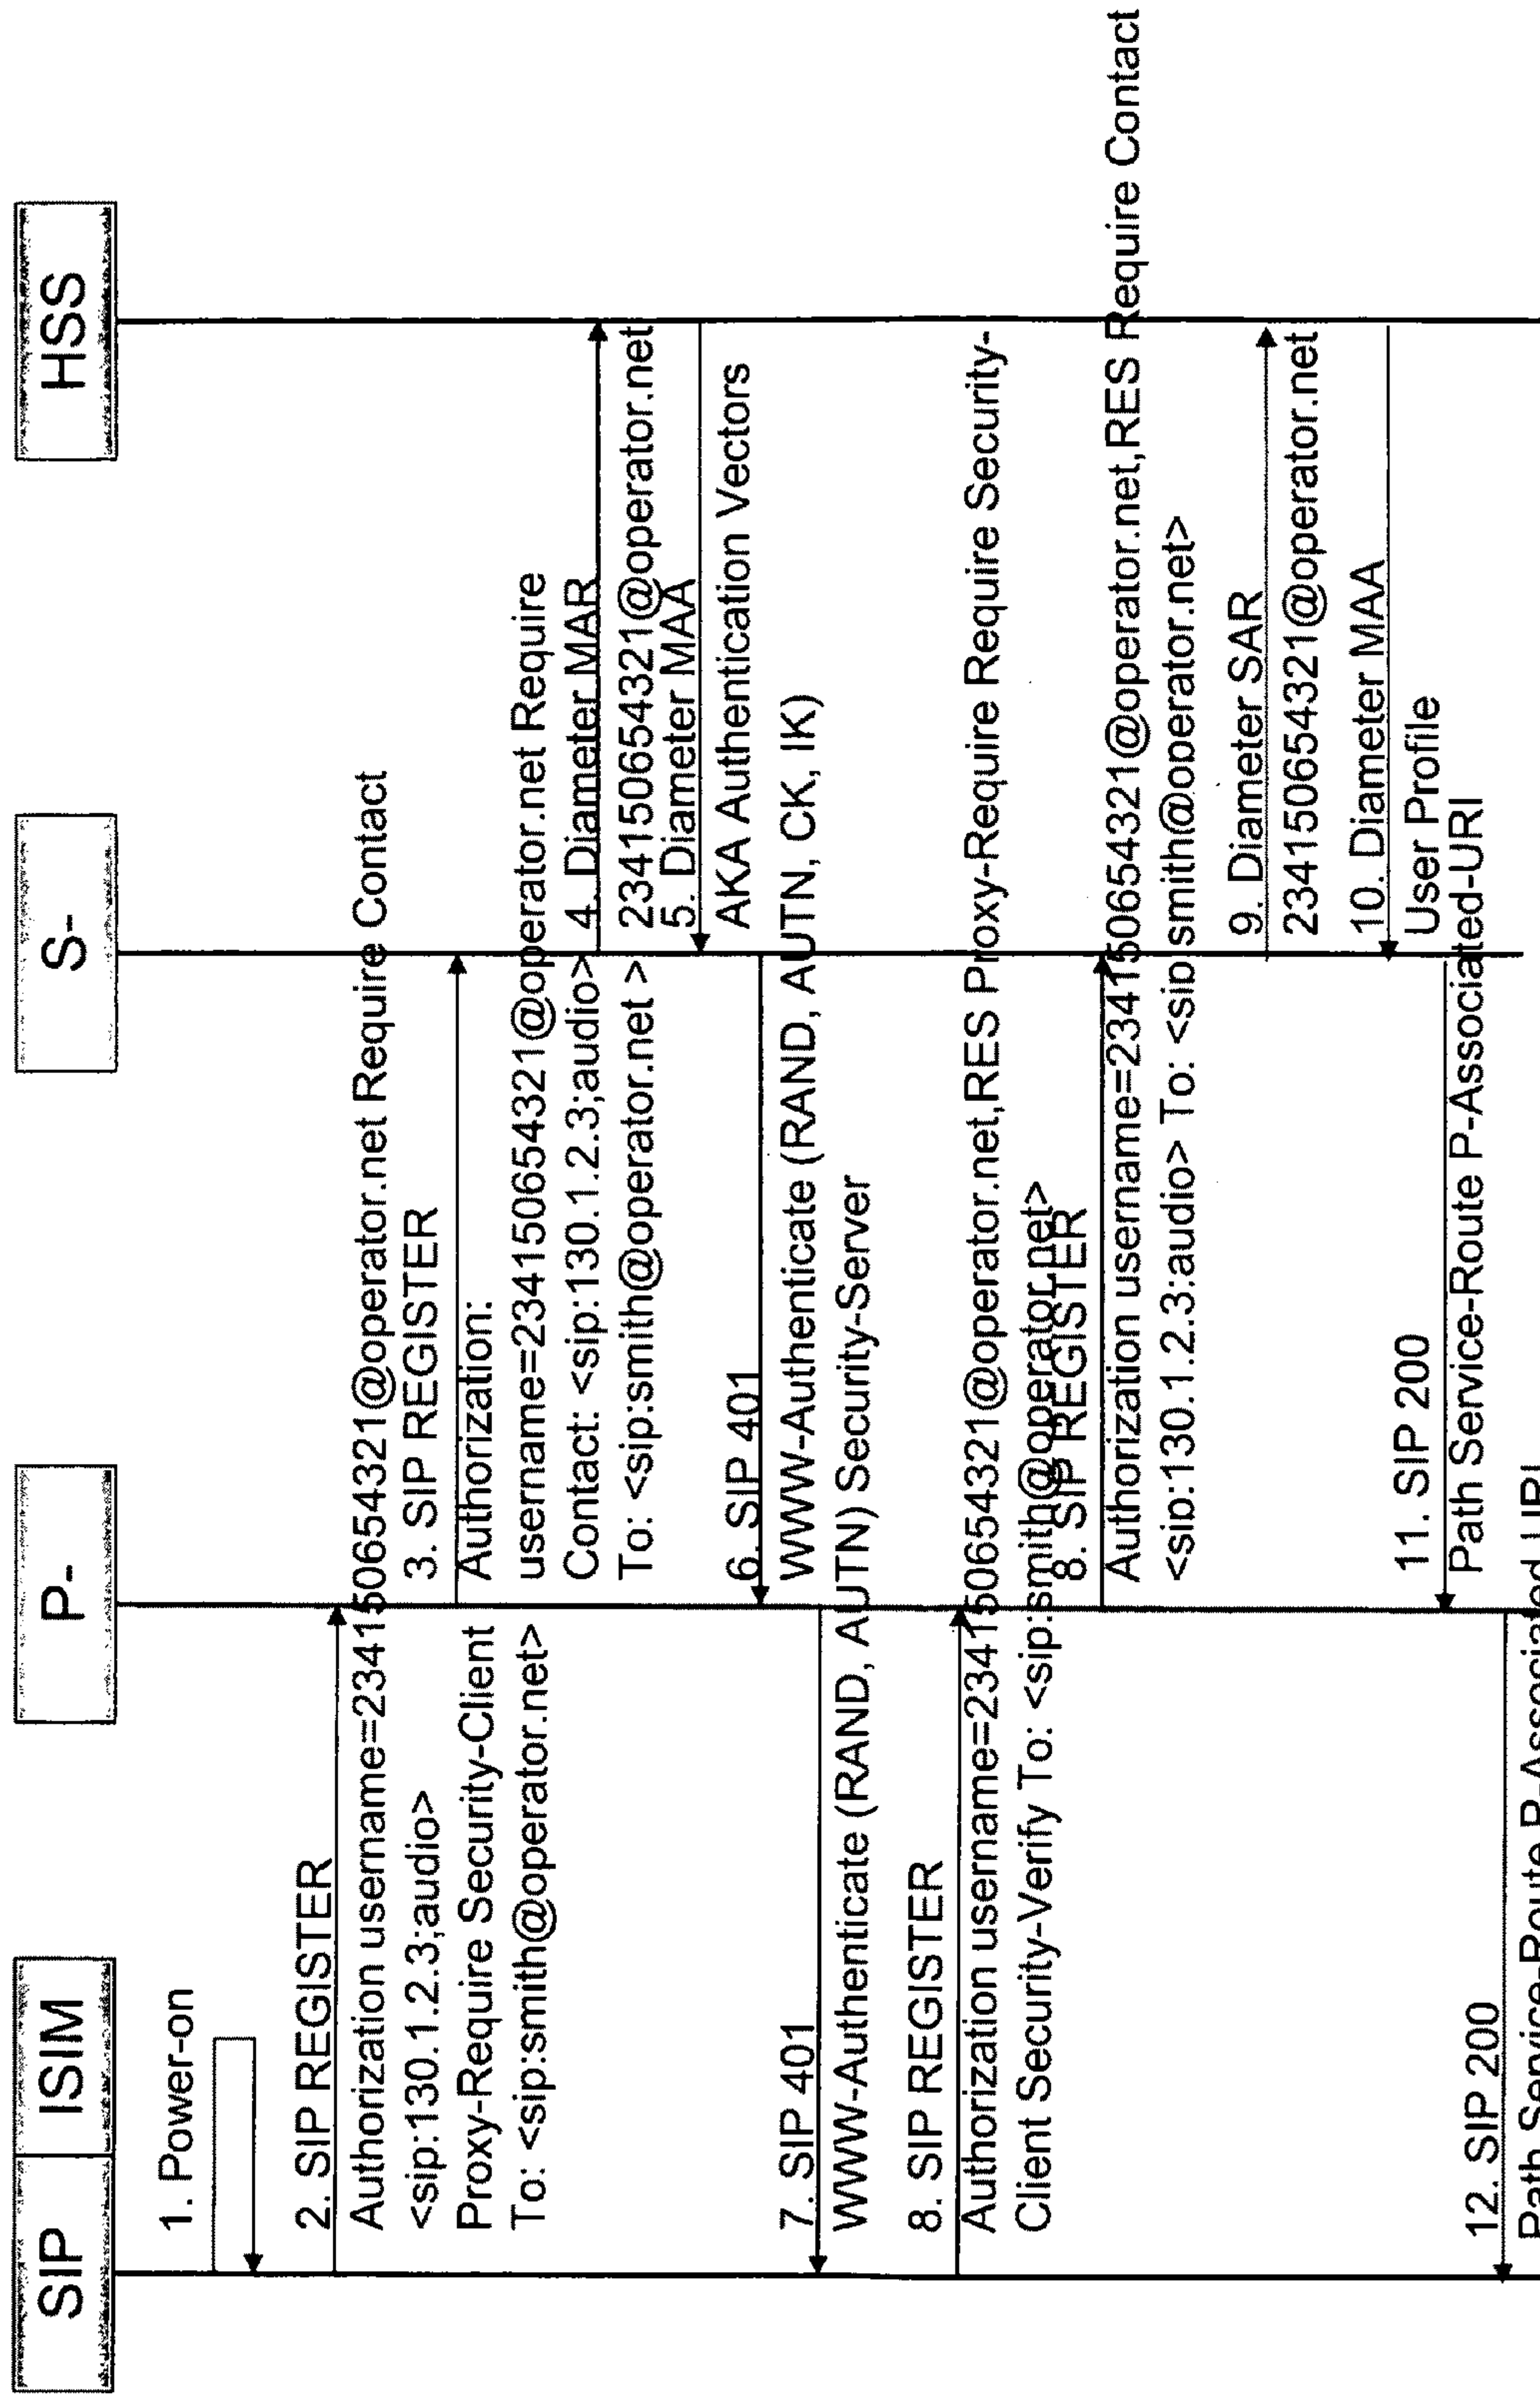 SIP ISIM
P-
S-
HSS
1. Power-on
2. SIP REGISTER
Authorization username=234150654321@operator.net Require Contact
<sip:130.1.2.3;audio>
Proxy-Require Security-Client
To: <sip:smith@operator.net>
3. SIP REGISTER
Authorization:
username=234150654321@operator.net Require
Contact: <sip:130.1.2.3;audio>
To: <sip:smith@operator.net >
4. Diameter MAR
234150654321@operator.net
5. Diameter MAA
AKA Authentication Vectors
6. SIP 401
WWW-Authenticate (RAND, AUTN, CK, IK)
7. SIP 401
WWW-Authenticate (RAND, AUTN) Security-Server
8. SIP REGISTER
Authorization username=234150654321@operator.net,RES Proxy-Require Require Security-
Client Security-Verify To: <sip:smith@operator.net>
8. SIP REGISTER
Authorization username=234150654321@operator.net,RES Require Contact
<sip:130.1.2.3:audio> To: <sip:smith@operator.net>
9. Diameter SAR
234150654321@operator.net
10. Diameter MAA
User Profile
11. SIP 200
Path Service-Route P-Associated-URI
12. SIP 200
Path Service-Route P-Associated-URI